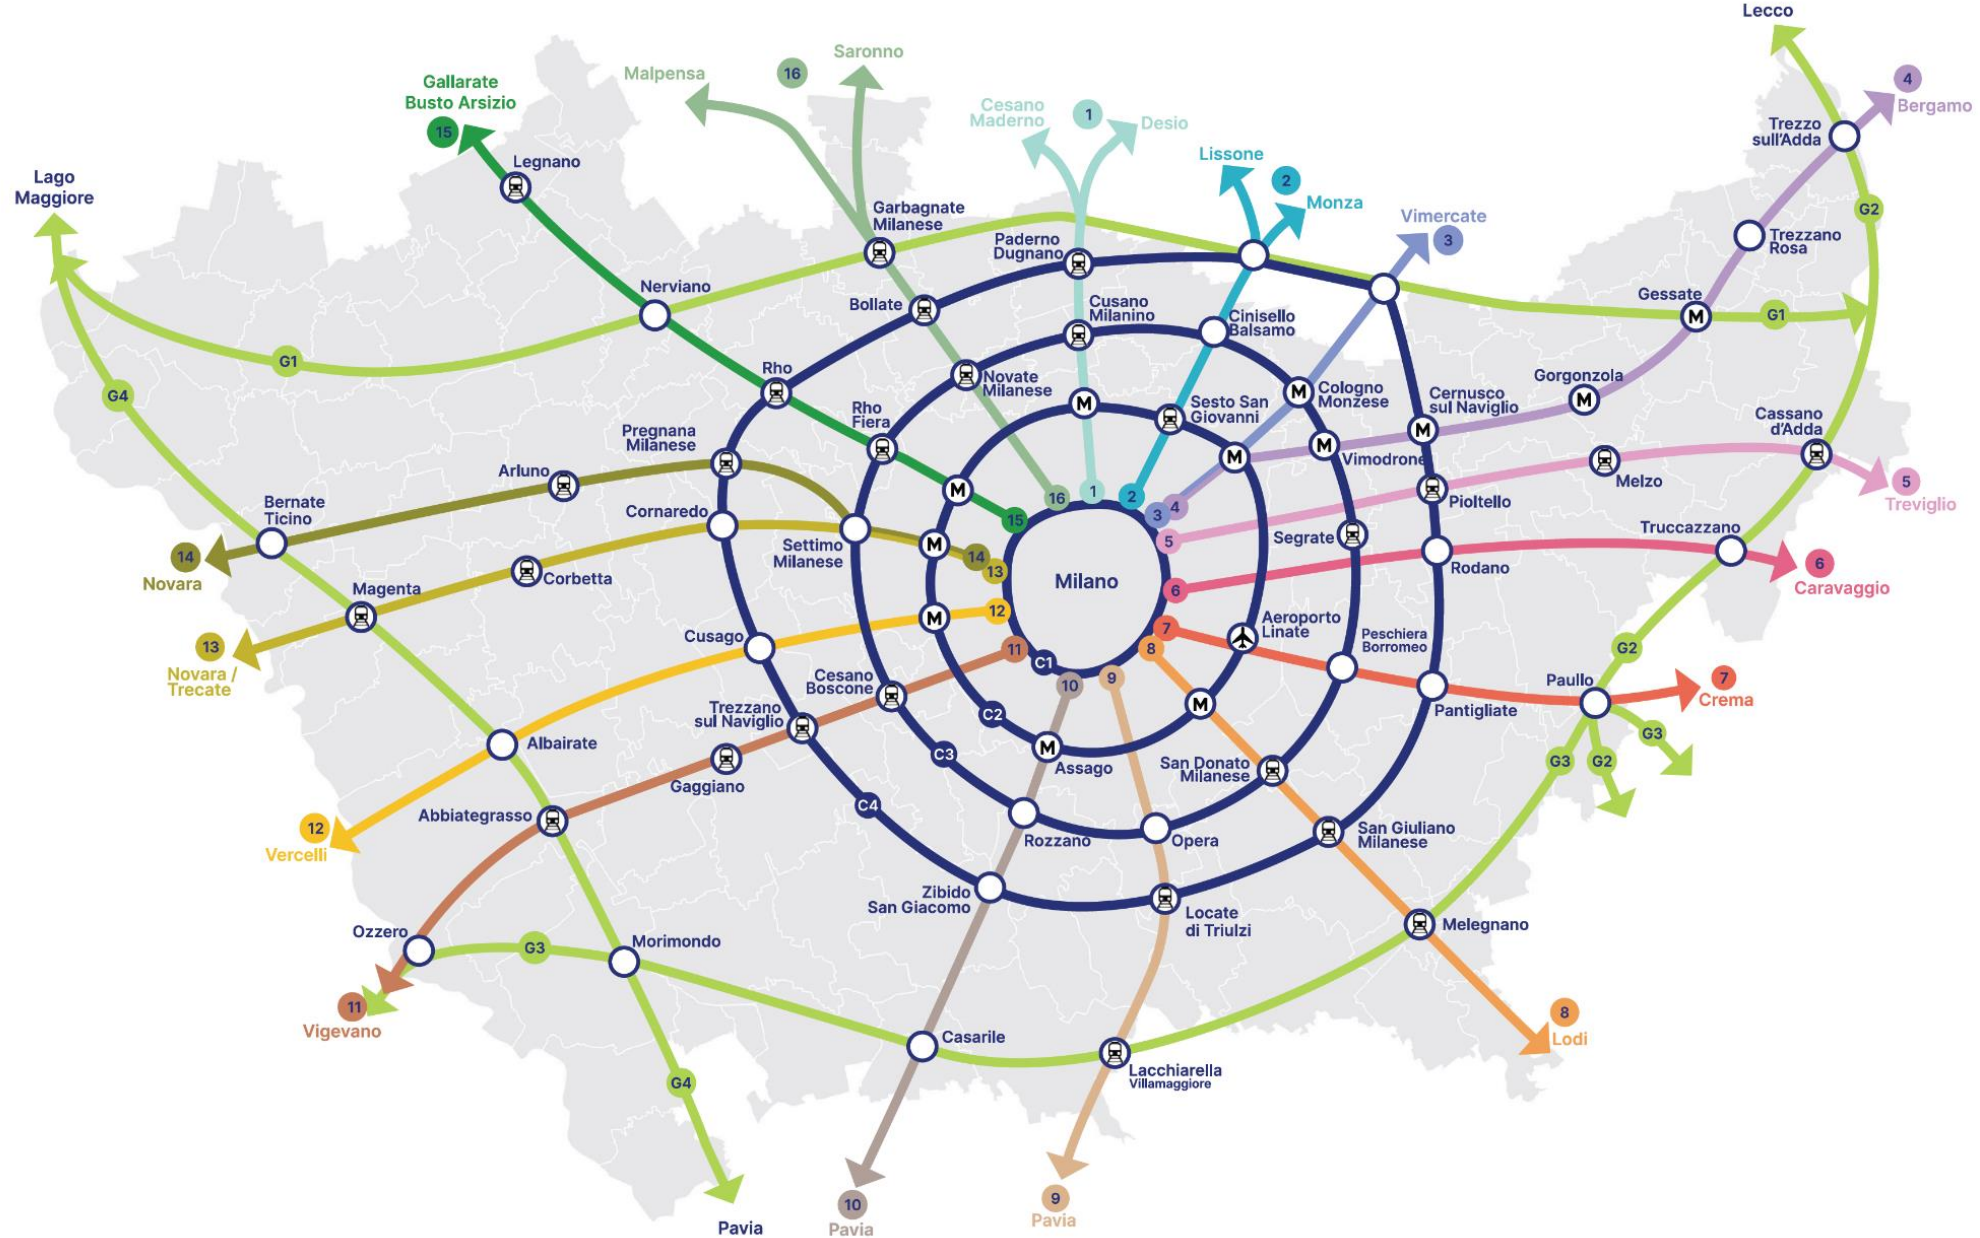 Lecco
4
Bergamo
Saronno
16
Malpensa
Gallarate
Busto Arsizio
15
Cesano
Maderno
1
Desio
Trezzo
sull'Adda
Legnano
Lissone
2
Monza
Lago
Maggiore
Garbagnate
Milanese
Vimercate
3
G2
Paderno
Dugnano
Trezzano
Rosa
Nerviano
Bollate
Cusano
Milanino
Cinisello
Balsamo
Gessate
M
G1
G1
G4
Rho
Novate
Milanese
M
Cologno
Monzese
Gorgonzola
M
Rho
Fiera
M
Sesto San
Giovanni
Cernusco
sul Naviglio
M
Cassano
d'Adda
Pregnana
Milanese
M
M
Vimodrone
Arluno
M
16
1
2
3
4
Melzo
Pioltello
5
Treviglio
Bernate
Ticino
Cornaredo
15
5
Segrate
Truccazzano
14
Novara
Settimo
Milanese
M
14
13
Milano
6
Rodano
6
Caravaggio
Corbetta
Magenta
M
12
7
Aeroporto
Linate
13
Novara /
Trecate
Cusago
11
C1
8
Peschiera
Borromeo
G2
Cesano
Boscone
10
9
Paullo
7
Crema
Trezzano
sul Naviglio
C2
M
Pantigliate
Albairate
C3
M
Assago
San Donato
Milanese
G3
G3
G2
Gaggiano
C4
Abbiategrasso
12
Vercelli
Rozzano
Opera
San Giuliano
Milanese
Zibido
San Giacomo
Locate
di Triulzi
Melegnano
Ozzero
G3
Morimondo
11
Vigevano
8
Lodi
Casarile
Lacchiarella
Villamaggiore
G4
10
Pavia
9
Pavia
Pavia